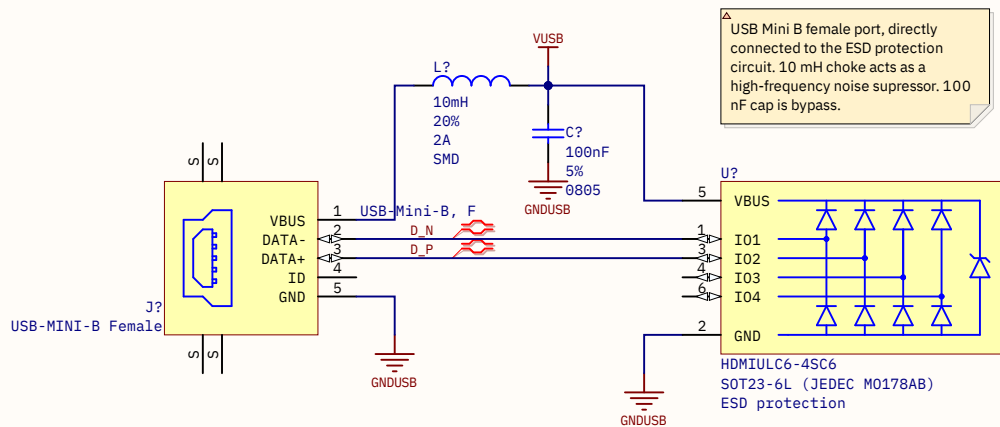 USB Mini B female port, directly
connected to the ESD protection
circuit. 10 mH choke acts as a
high-frequency noise supressor. 100
nF cap is bypass.
VUSB
L?
10mH
20%
2A
SMD
C?
100nF
5%
0805
GNDUSB
S S
VBUS 1
DATA- 2
DATA+ 3
ID 4
GND 5
USB-Mini-B, F
D_N
D_P
J?
USB-MINI-B Female
S S
GNDUSB
U?
5 VBUS
1 IO1
3 IO2
4 IO3
6 IO4
2 GND
GNDUSB
HDMIULC6-4SC6
SOT23-6L (JEDEC MO178AB)
ESD protection